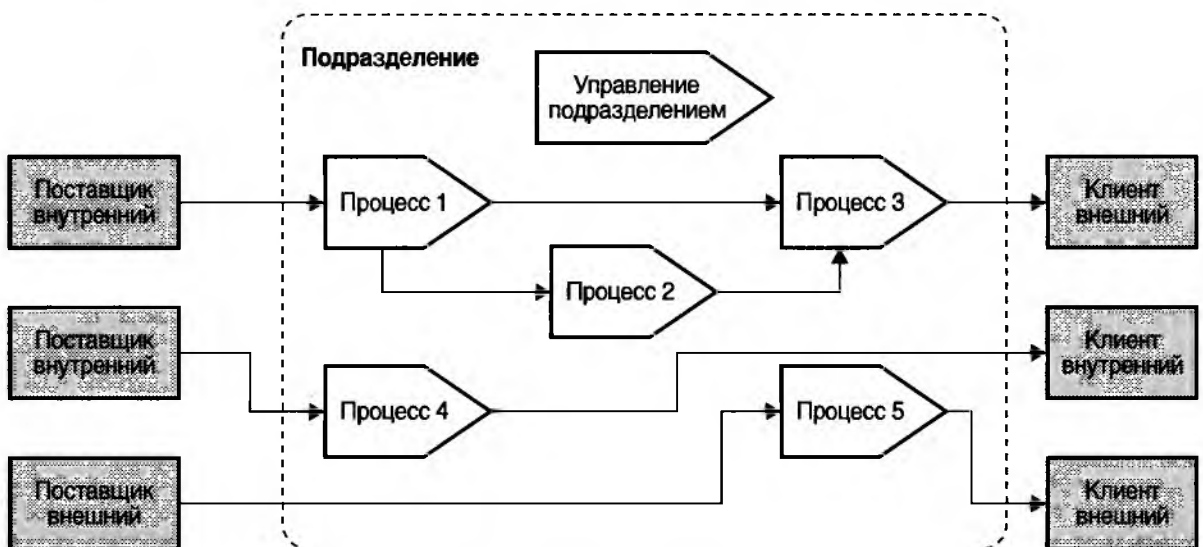 Подразделение
Управление
подразделением
Поставщик
внутренний
Процесс 1
Процесс 3
Клиент
внешний
Процесс 2
Поставщик
внутренний
Клиент
внутренний
Процесс 4
Процесс 5
Поставщик
внешний
Клиент
внешний